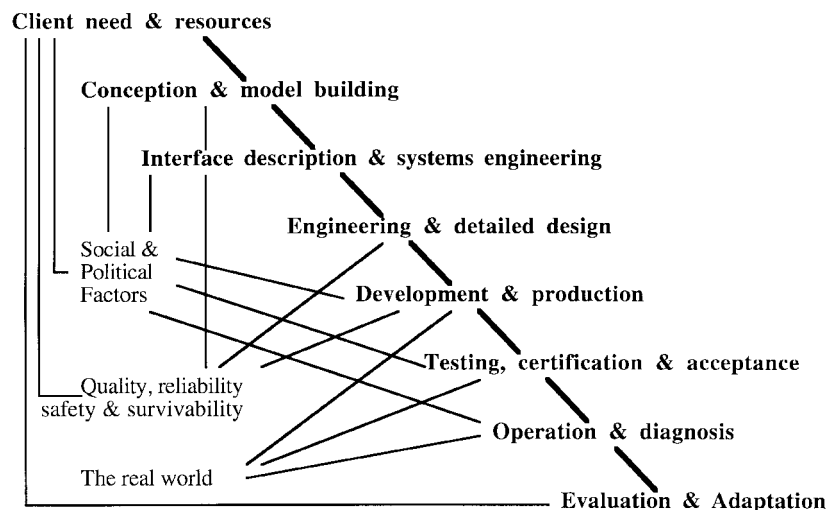 Client need & resources
Conception & model building
Interface description & systems engineering
Engineering & detailed design
Social &
Political
Factors
Development & production
Testing, certification & acceptance
Quality, reliability
safety & survivability
Operation & diagnosis
The real world
Evaluation & Adaptation